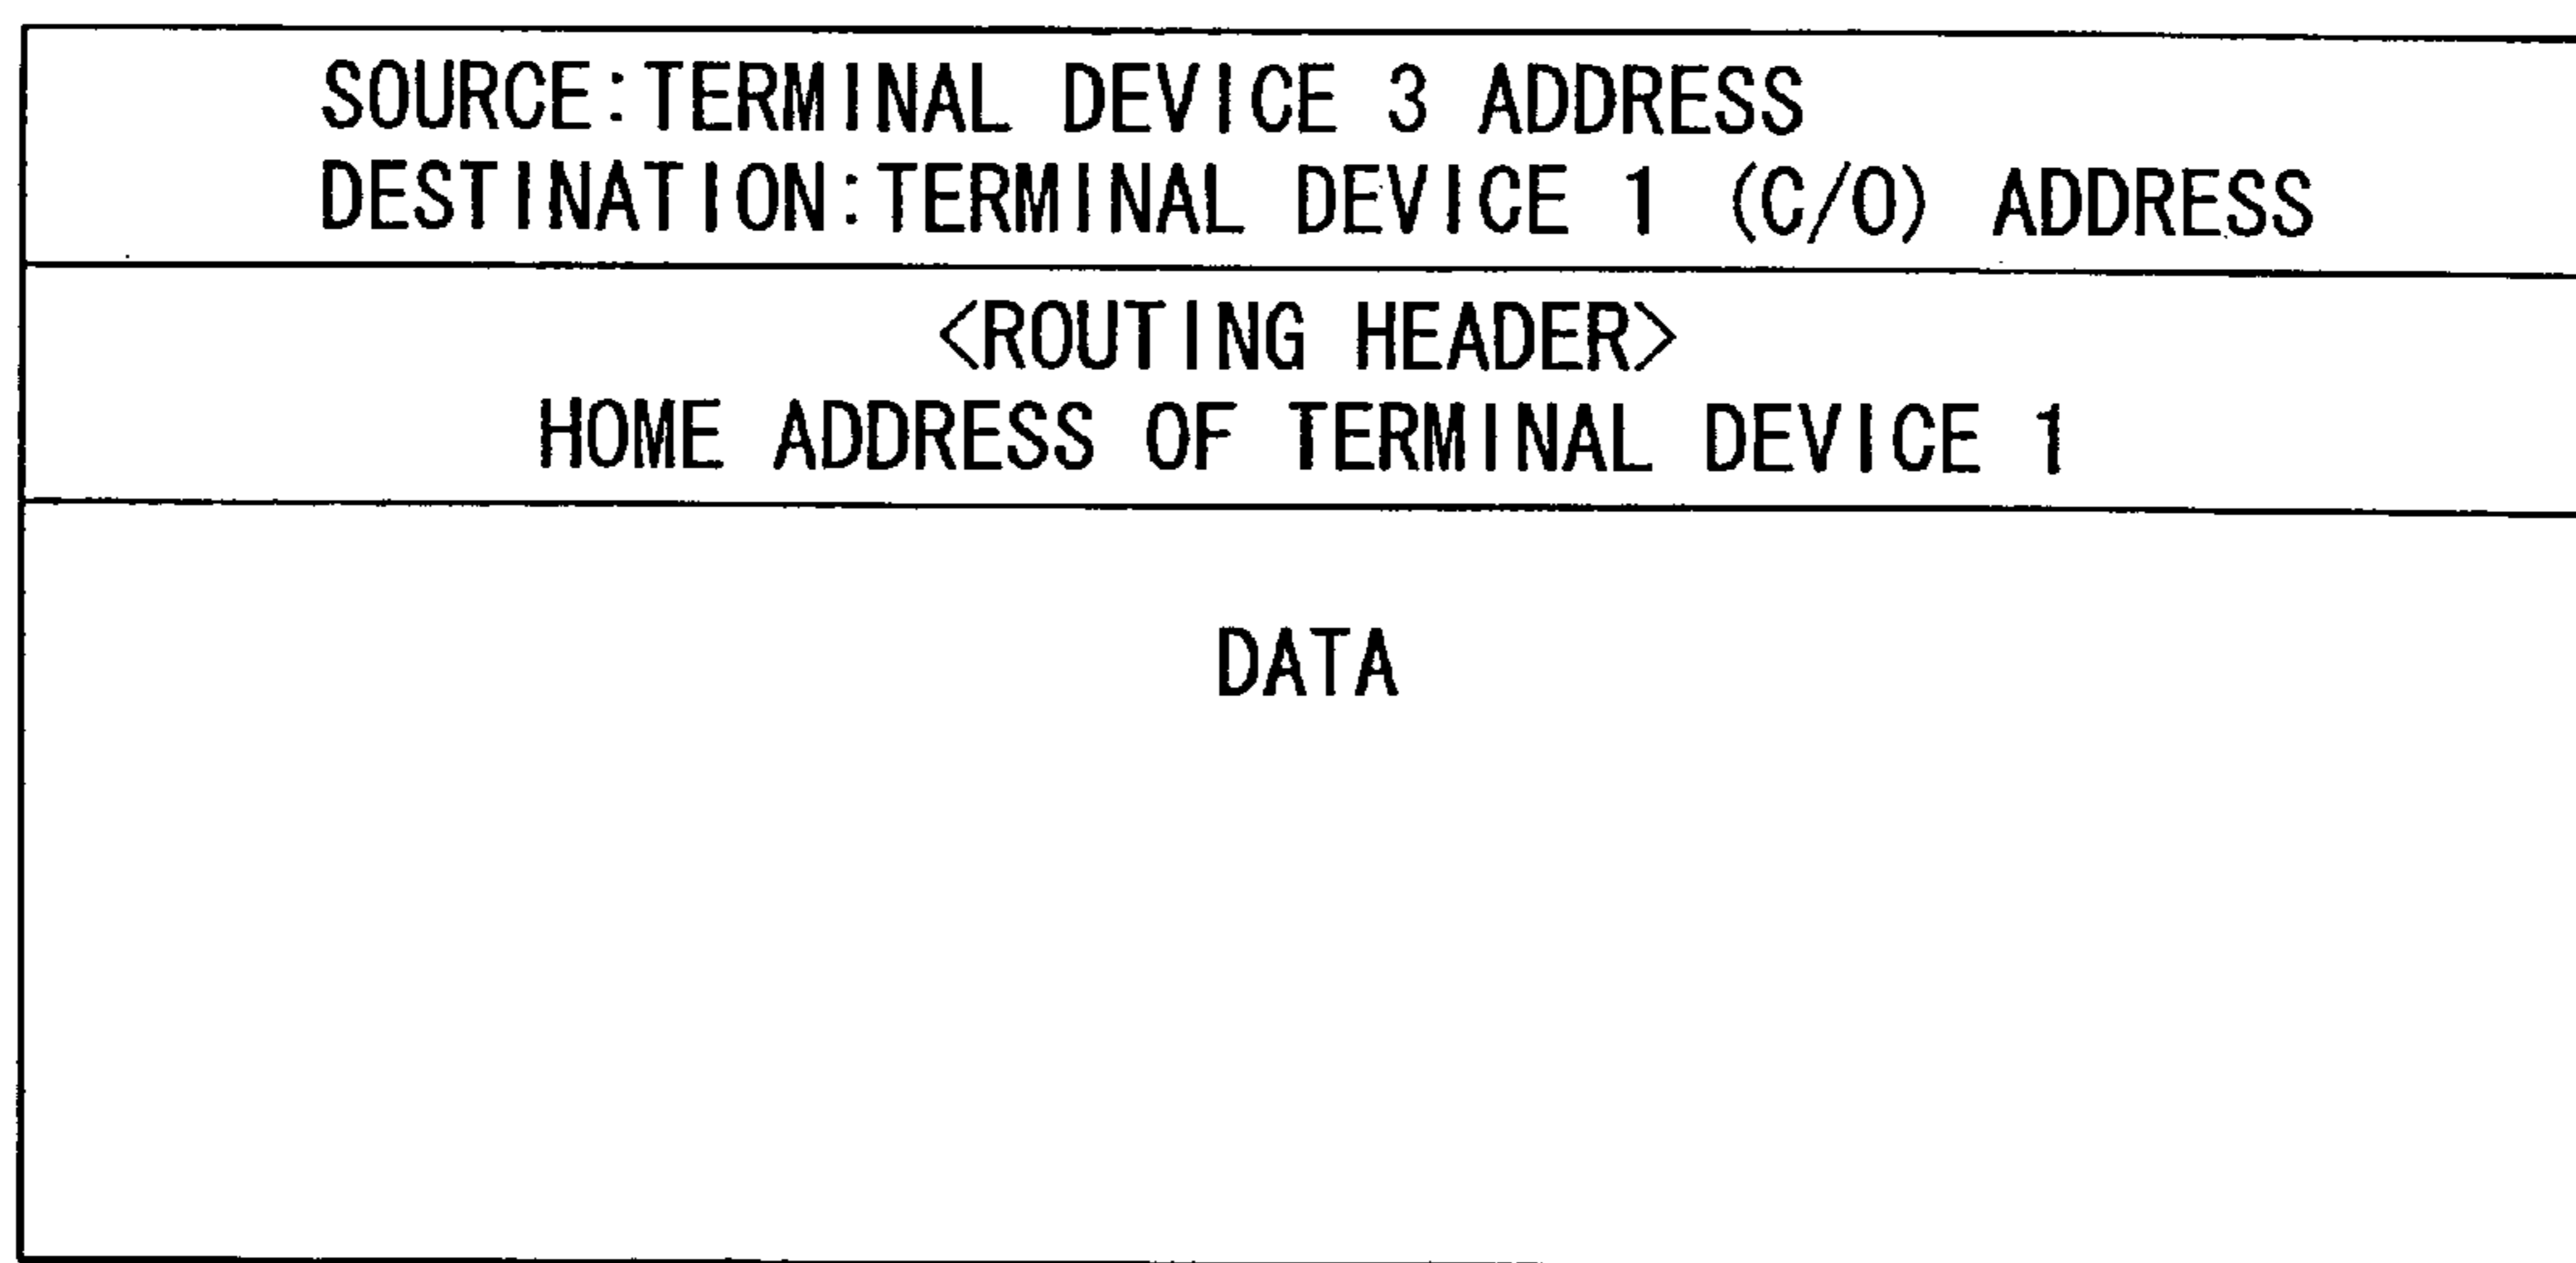 SOURCE:TERMINAL DEVICE 3 ADDRESS
DESTINATION:TERMINAL DEVICE 1 (C/O) ADDRESS
<ROUTING HEADER>
HOME ADDRESS OF TERMINAL DEVICE 1
DATA